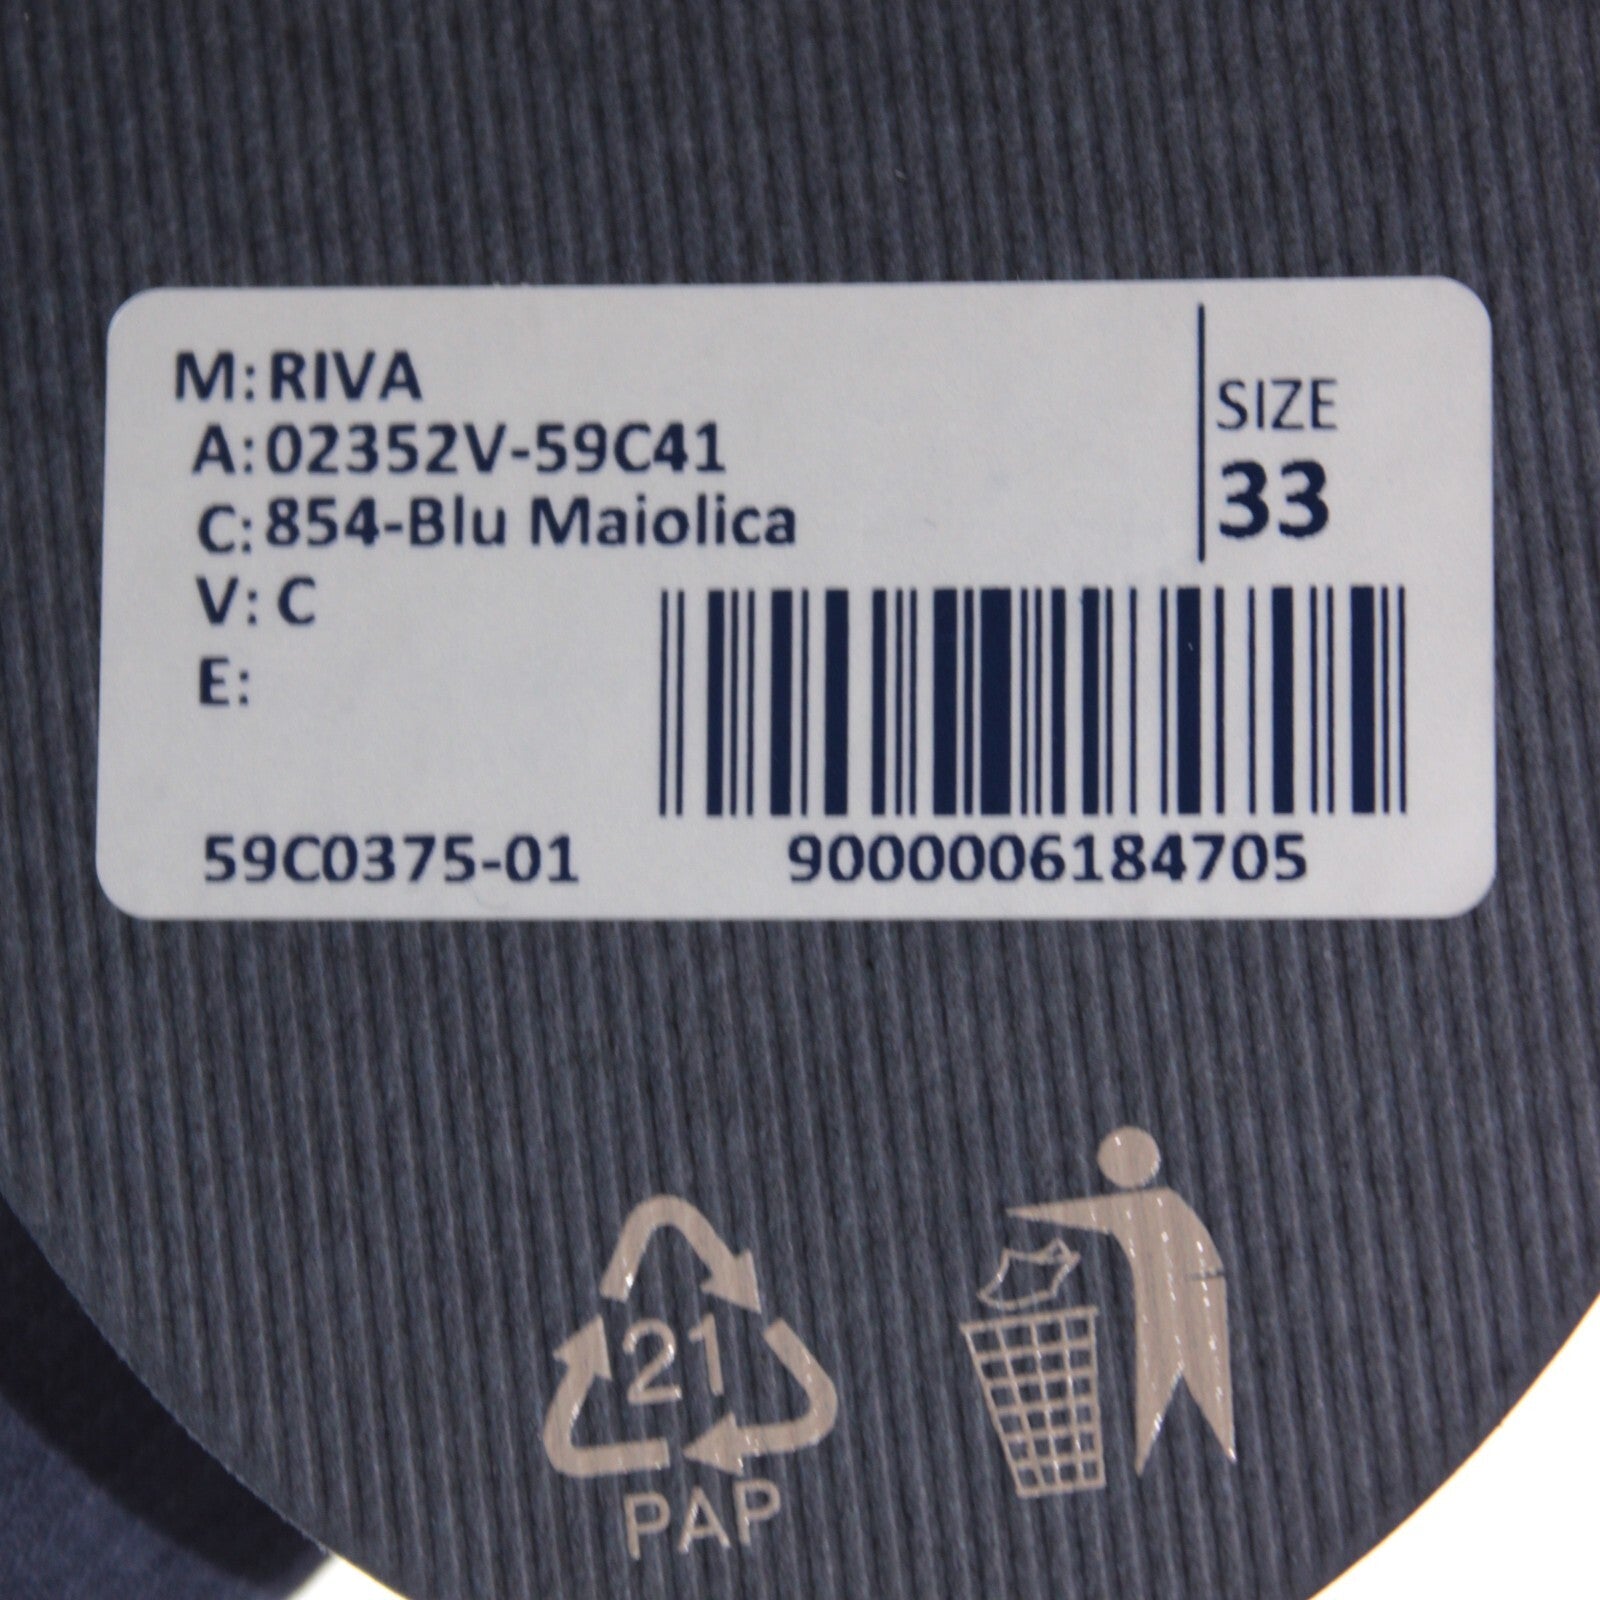 M: RIVA
A: 02352V-59C41
C: 854-Blu Maiolica
V: C
E:
SIZE
33
59C0375-01
9000006184705
21
PAP